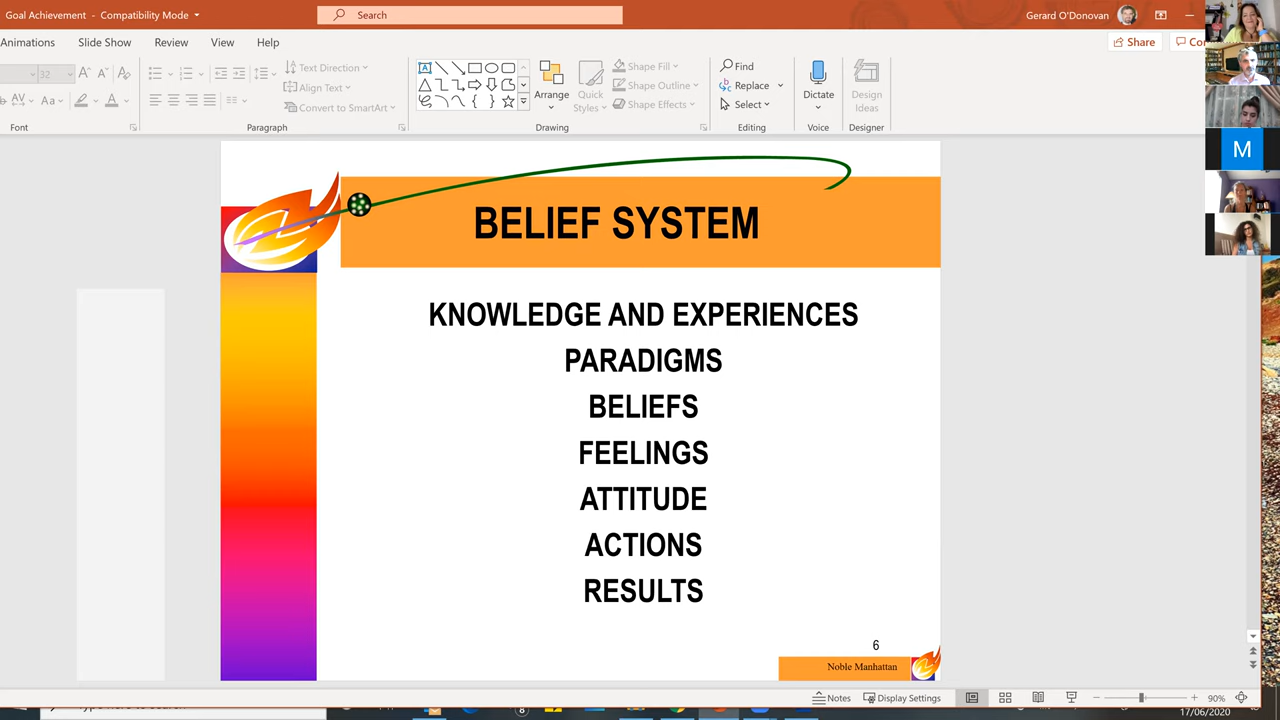 Goal Achievement - Compatibility Mode
Search
Gerard O'Donovan
Animations
Slide Show
Review
View
Help
Share
Co
32
Aa
Text Direction
Align Text
Convert to SmartArt
Arrange
Quick
Styles
Shape Fill
Shape Outline
Shape Effects
Find
Replace
Select
Dictate
Design
Ideas
Font
Paragraph
Drawing
Editing
Voice
Designer
M
BELIEF SYSTEM
KNOWLEDGE AND EXPERIENCES
PARADIGMS
BELIEFS
FEELINGS
ATTITUDE
ACTIONS
RESULTS
6
Noble Manhattan
Notes
Display Settings
90%
17/06/2020